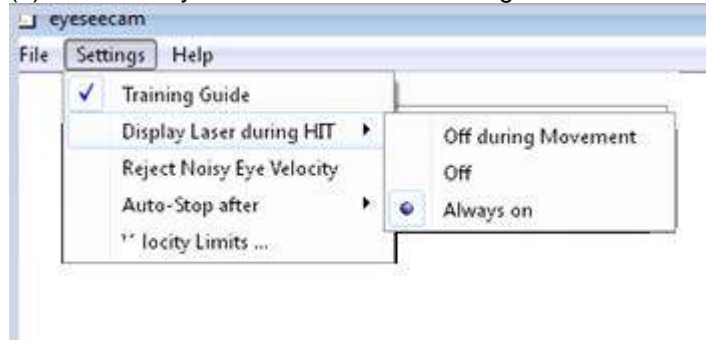 eyeseecam
File Settings Help
Training Guide
Display Laser during HIT
Off during Movement
Reject Noisy Eye Velocity
Off
Auto-Stop after
Always on
locity Limits ...